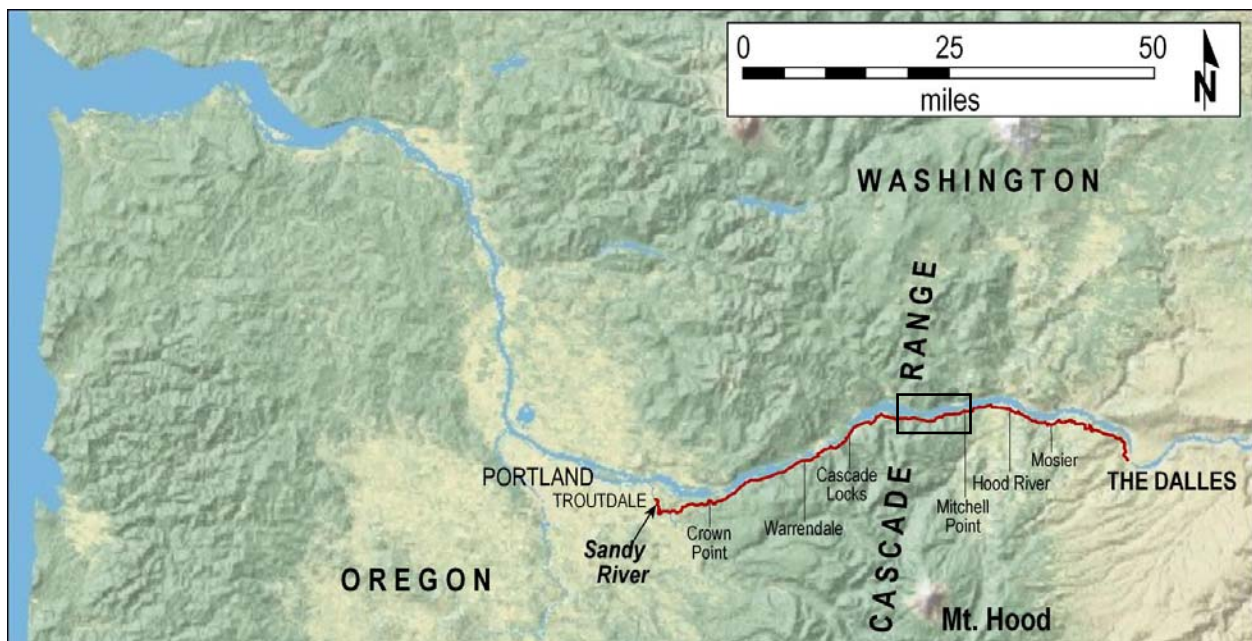 0 25 50
miles
N
WASHINGTON
CASCADE RANGE
PORTLAND
TROUTDALE
Sandy
River
Crown
Point
Warrendale
Cascade
Locks
Mitchell
Point
Hood River
Mosier
THE DALLES
OREGON
Mt. Hood